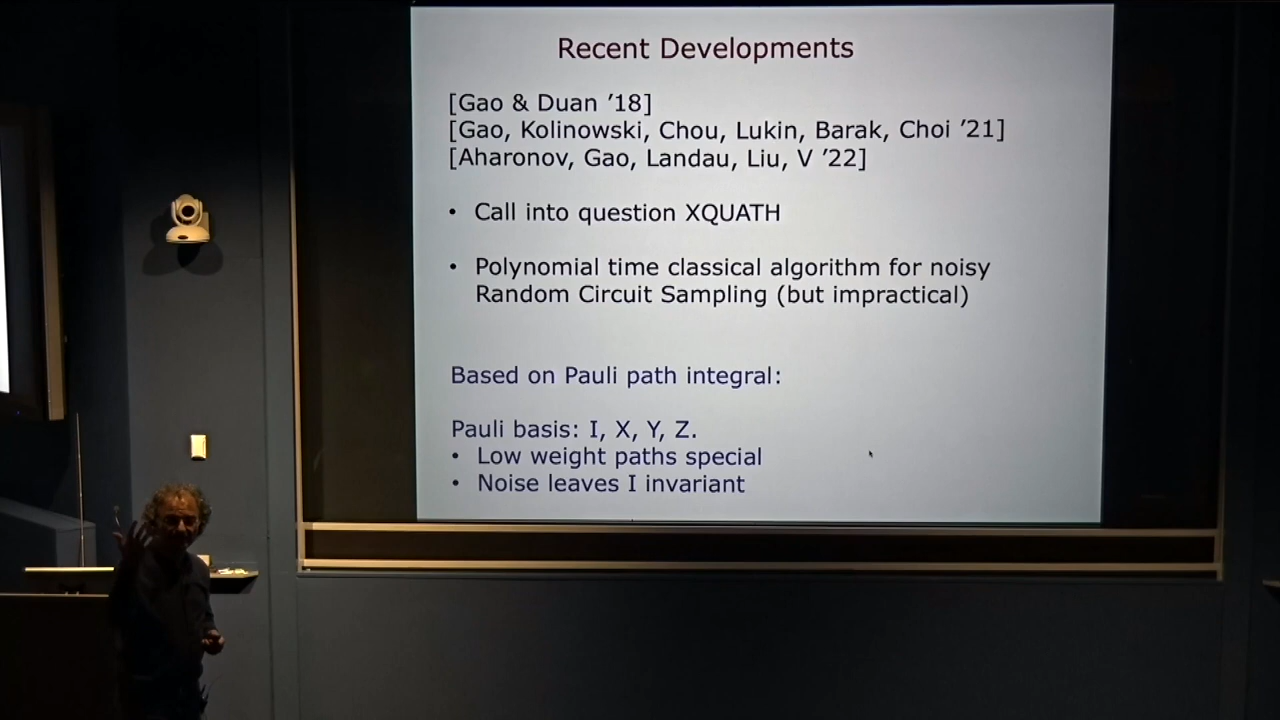 Recent Developments
[Gao & Duan ’18]
[Gao, Kolinowski, Chou, Lukin, Barak, Choi ’21]
[Aharonov, Gao, Landau, Liu, V ’22]
• Call into question XQUATH
• Polynomial time classical algorithm for noisy
Random Circuit Sampling (but impractical)
Based on Pauli path integral:
Pauli basis: I, X, Y, Z.
• Low weight paths special
• Noise leaves I invariant